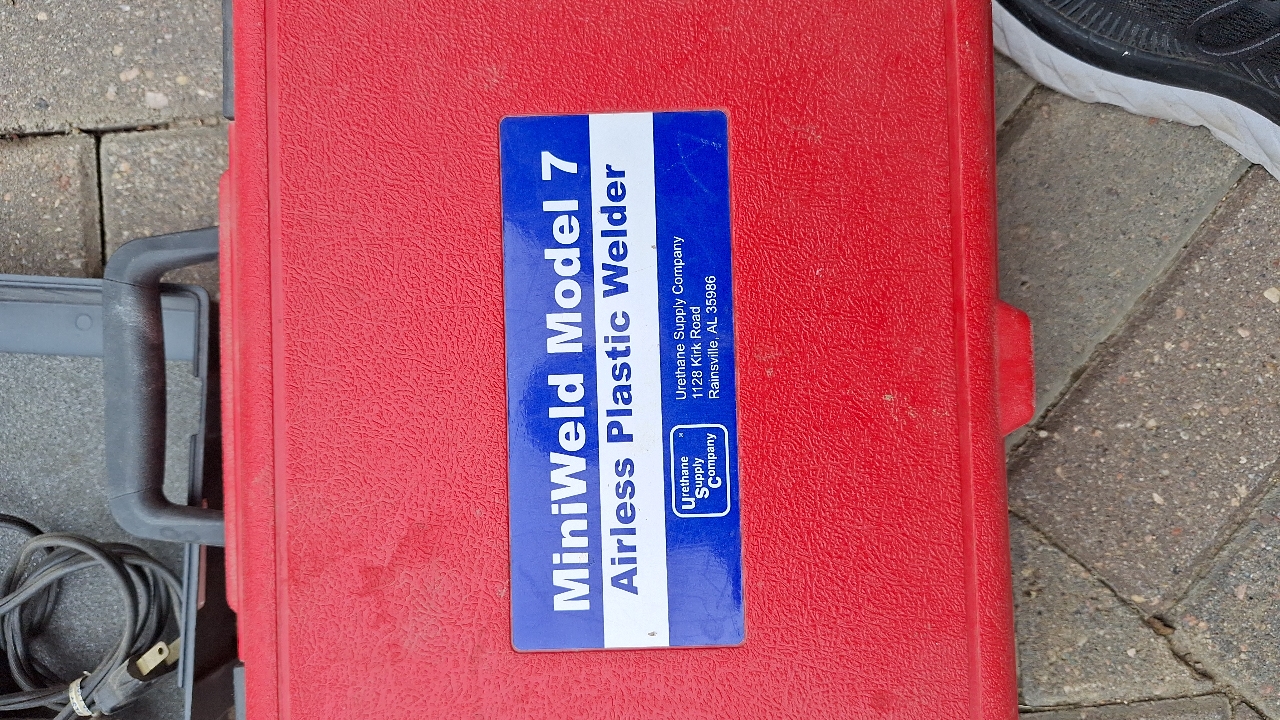 MiniWeld Model 7
Airless Plastic Welder
Urethane Supply Company
1128 Kirk Road
Rainsville, AL 35986
Urethane
Supply
Company